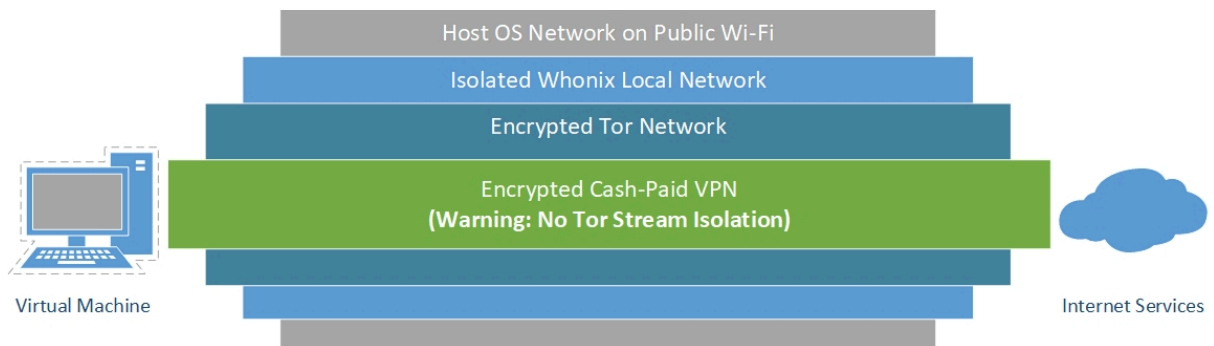 Host OS Network on Public Wi-Fi
Isolated Whonix Local Network
Encrypted Tor Network
Encrypted Cash-Paid VPN
(Warning: No Tor Stream Isolation)
Virtual Machine
Internet Services